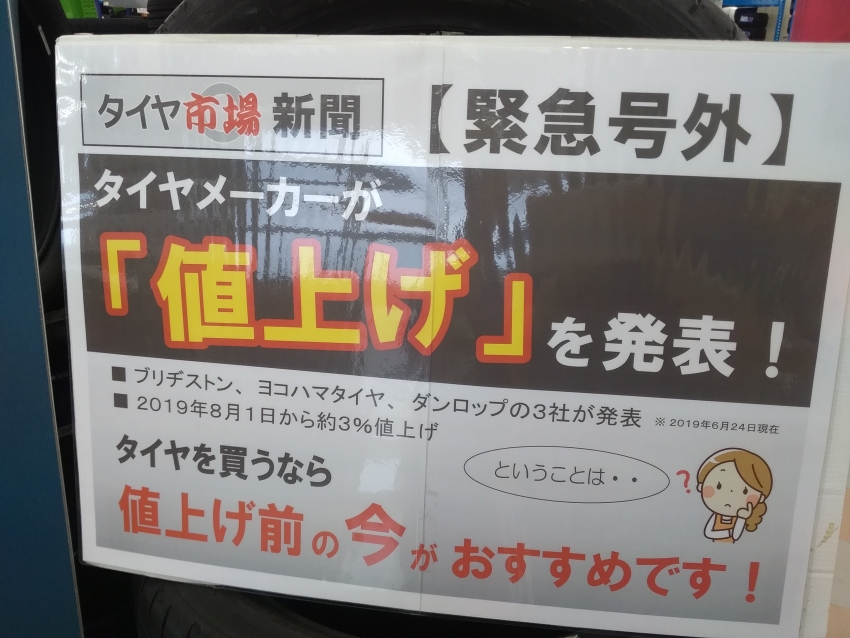 タイヤ市場新聞
【緊急号外】
タイヤメーカーが
「値上げ」を発表！
■ ブリヂストン、ヨコハマタイヤ、ダンロップの3社が発表 ※ 2019年6月24日現在
■ 2019年8月1日から約3%値上げ
タイヤを買うなら
ということは・・
?
値上げ前の今がおすすめです！